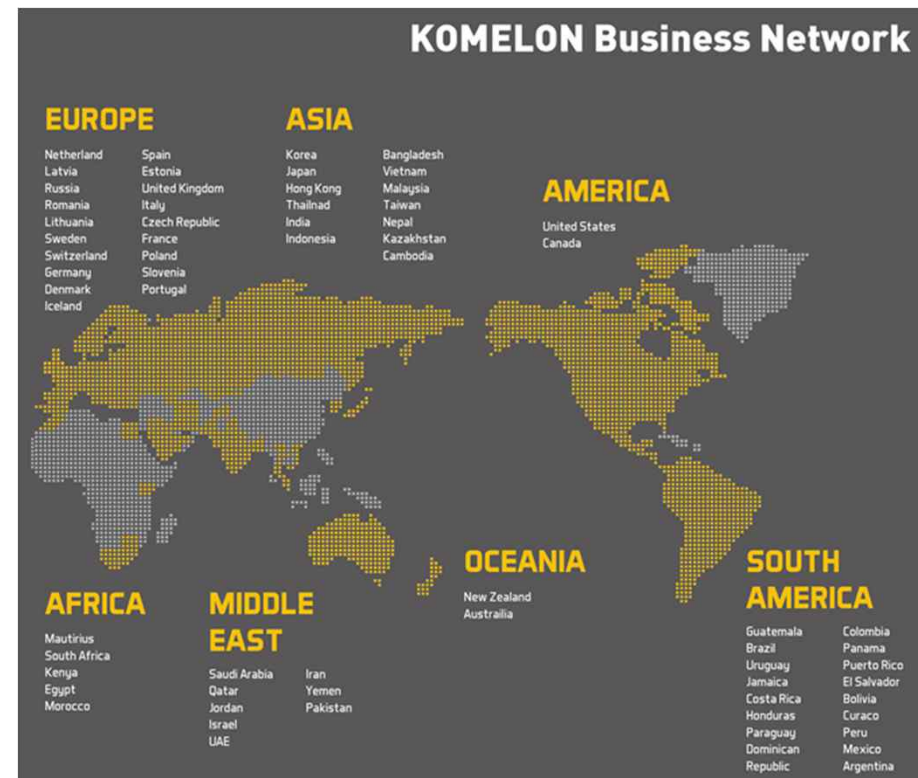 KOMELON Business Network
EUROPE
Netherland
Latvia
Russia
Romania
Lithuania
Sweden
Switzerland
Germany
Denmark
Iceland
Spain
Estonia
United Kingdom
Italy
Czech Republic
France
Poland
Slovenia
Portugal
ASIA
Korea
Japan
Hong Kong
Thailnad
India
Indonesia
Bangladesh
Vietnam
Malaysia
Taiwan
Nepal
Kazakhstan
Cambodia
AMERICA
United States
Canada
AFRICA
Mautirius
South Africa
Kenya
Egypt
Morocco
MIDDLE
EAST
Saudi Arabia
Qatar
Jordan
Israel
UAE
Iran
Yemen
Pakistan
OCEANIA
New Zealand
Austrailia
SOUTH
AMERICA
Guatemala
Brazil
Uruguay
Jamaica
Costa Rica
Honduras
Paraguay
Dominican
Republic
Colombia
Panama
Puerto Rico
El Salvador
Bolivia
Curaco
Peru
Mexico
Argentina